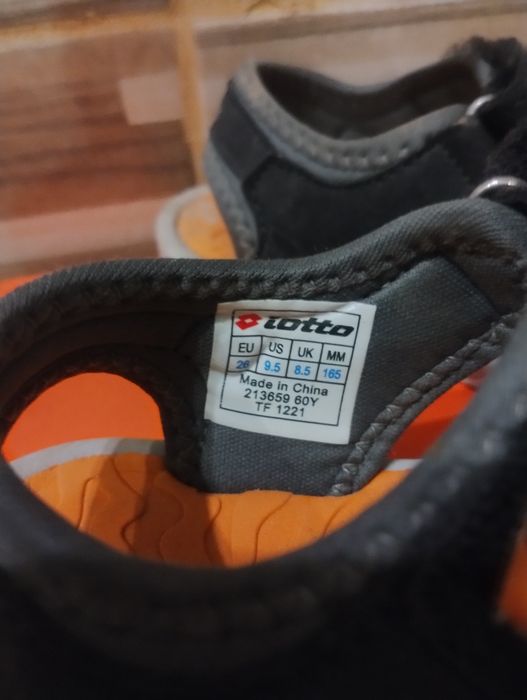 lotto
EU US UK MM
26 9.5 8.5 165
Made in China
213659 60Y
TF 1221